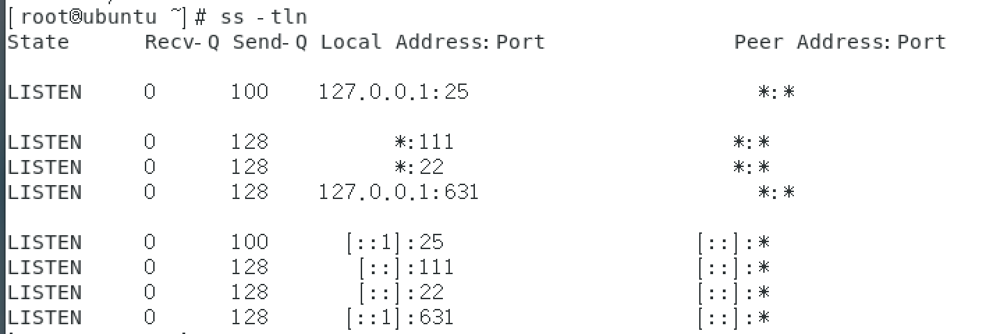 [root@ubuntu ~]# ss -tln
State Recv-Q Send-Q Local Address:Port Peer Address:Port
LISTEN 0 100 127.0.0.1:25 *:*
LISTEN 0 128 *:111 *:*
LISTEN 0 128 *:22 *:*
LISTEN 0 128 127.0.0.1:631 *:*
LISTEN 0 100 [::1]:25 [::]:*
LISTEN 0 128 [::]:111 [::]:*
LISTEN 0 128 [::]:22 [::]:*
LISTEN 0 128 [::1]:631 [::]:*